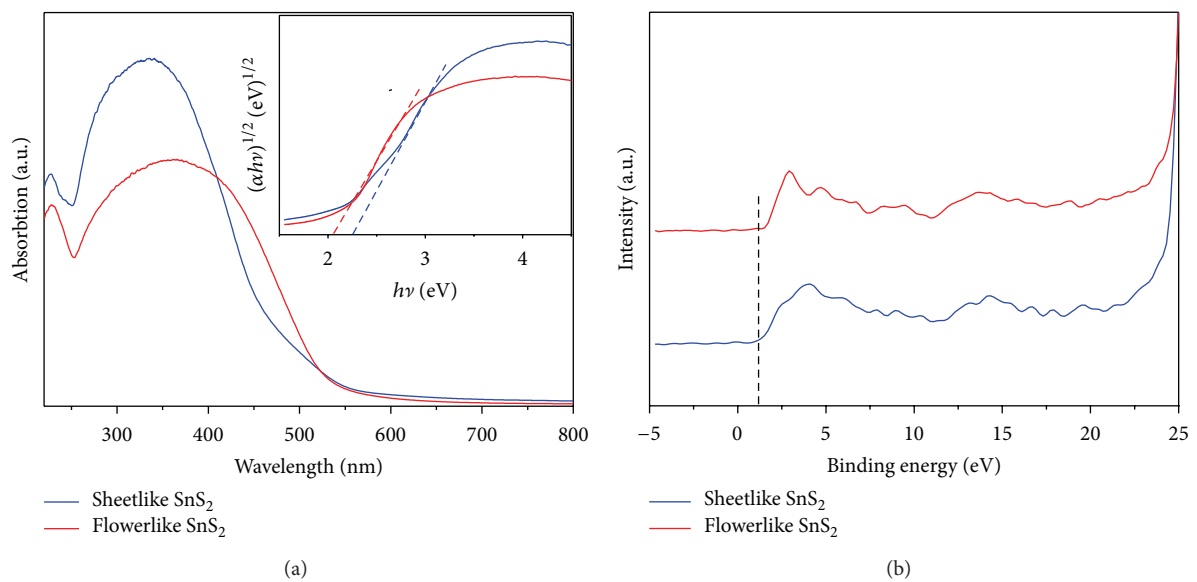 Absorbtion (a.u.)
(αhν)^1/2 (eV)^1/2
2 3 4
hν (eV)
300 400 500 600 700 800
Wavelength (nm)
Sheetlike SnS₂
Flowerlike SnS₂
(a)
Intensity (a.u.)
−5 0 5 10 15 20 25
Binding energy (eV)
Sheetlike SnS₂
Flowerlike SnS₂
(b)